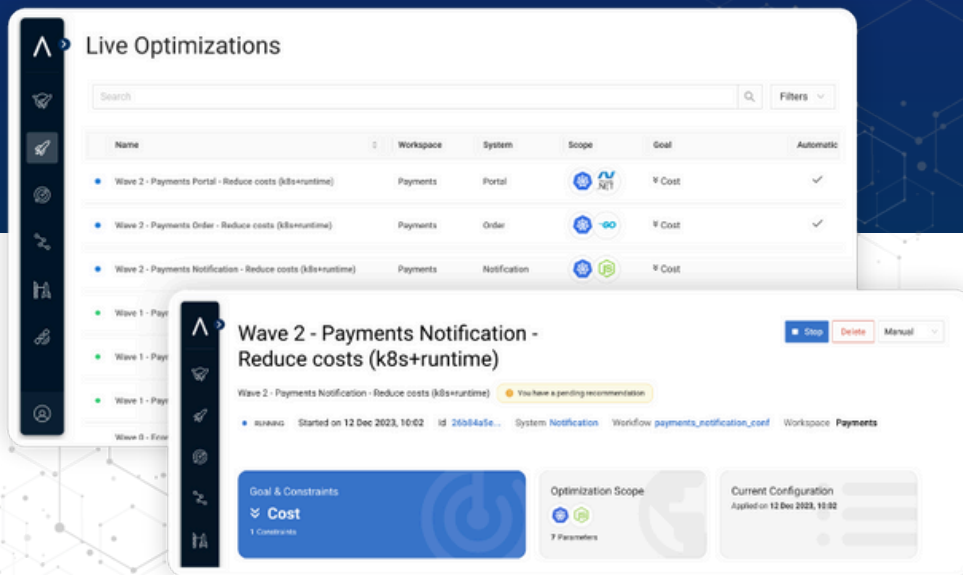 Live Optimizations
Search
Filters
Name Workspace System Scope Goal Automatic
Wave 2 - Payments Portal - Reduce costs (k8s+runtime) Payments Portal .NET Cost
Wave 2 - Payments Order - Reduce costs (k8s+runtime) Payments Order GO Cost
Wave 2 - Payments Notification - Reduce costs (k8s+runtime) Payments Notification JS Cost
Wave 1 -
Wave 1 -
Wave 1 -
Wave 0 -
Wave 2 - Payments Notification -
Reduce costs (k8s+runtime)
Stop Delete Manual
Wave 2 - Payments Notification - Reduce costs (k8s+runtime) You have a pending recommendation
RUNNING Started on 12 Dec 2023, 10:02 Id 26b84a5e... System Notification Workflow payments_notification_conf Workspace Payments
Goal & Constraints
Cost
1 Constraints
Optimization Scope
JS
7 Parameters
Current Configuration
Applied on 12 Dec 2023, 10:02